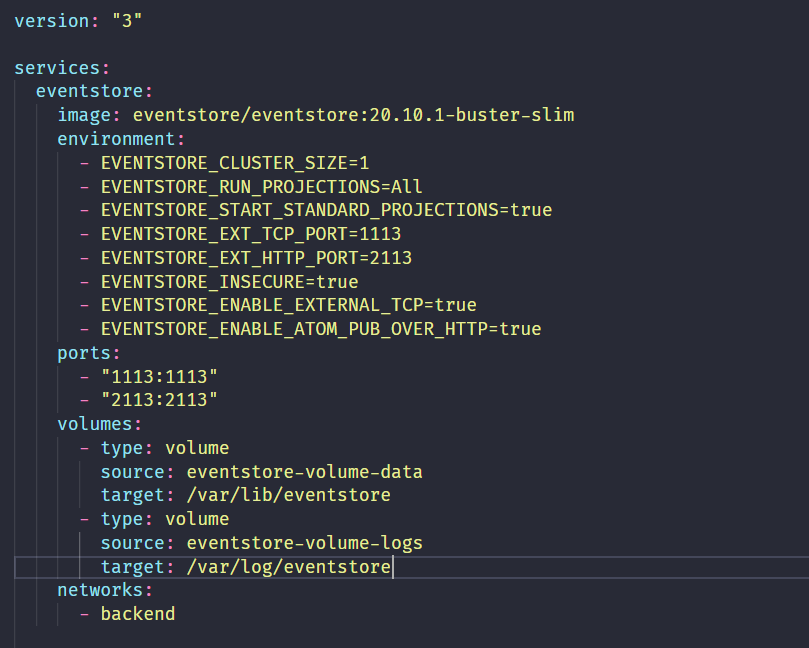 version: "3"
services:
eventstore:
image: eventstore/eventstore:20.10.1-buster-slim
environment:
- EVENTSTORE_CLUSTER_SIZE=1
- EVENTSTORE_RUN_PROJECTIONS=All
- EVENTSTORE_START_STANDARD_PROJECTIONS=true
- EVENTSTORE_EXT_TCP_PORT=1113
- EVENTSTORE_EXT_HTTP_PORT=2113
- EVENTSTORE_INSECURE=true
- EVENTSTORE_ENABLE_EXTERNAL_TCP=true
- EVENTSTORE_ENABLE_ATOM_PUB_OVER_HTTP=true
ports:
- "1113:1113"
- "2113:2113"
volumes:
- type: volume
source: eventstore-volume-data
target: /var/lib/eventstore
- type: volume
source: eventstore-volume-logs
target: /var/log/eventstore
networks:
- backend